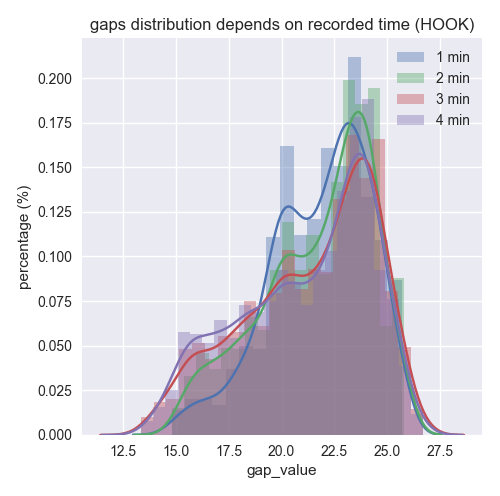 gaps distribution depends on recorded time (HOOK)
1 min
2 min
3 min
4 min
percentage (%)
0.200
0.175
0.150
0.125
0.100
0.075
0.050
0.025
0.000
12.5 15.0 17.5 20.0 22.5 25.0 27.5
gap_value